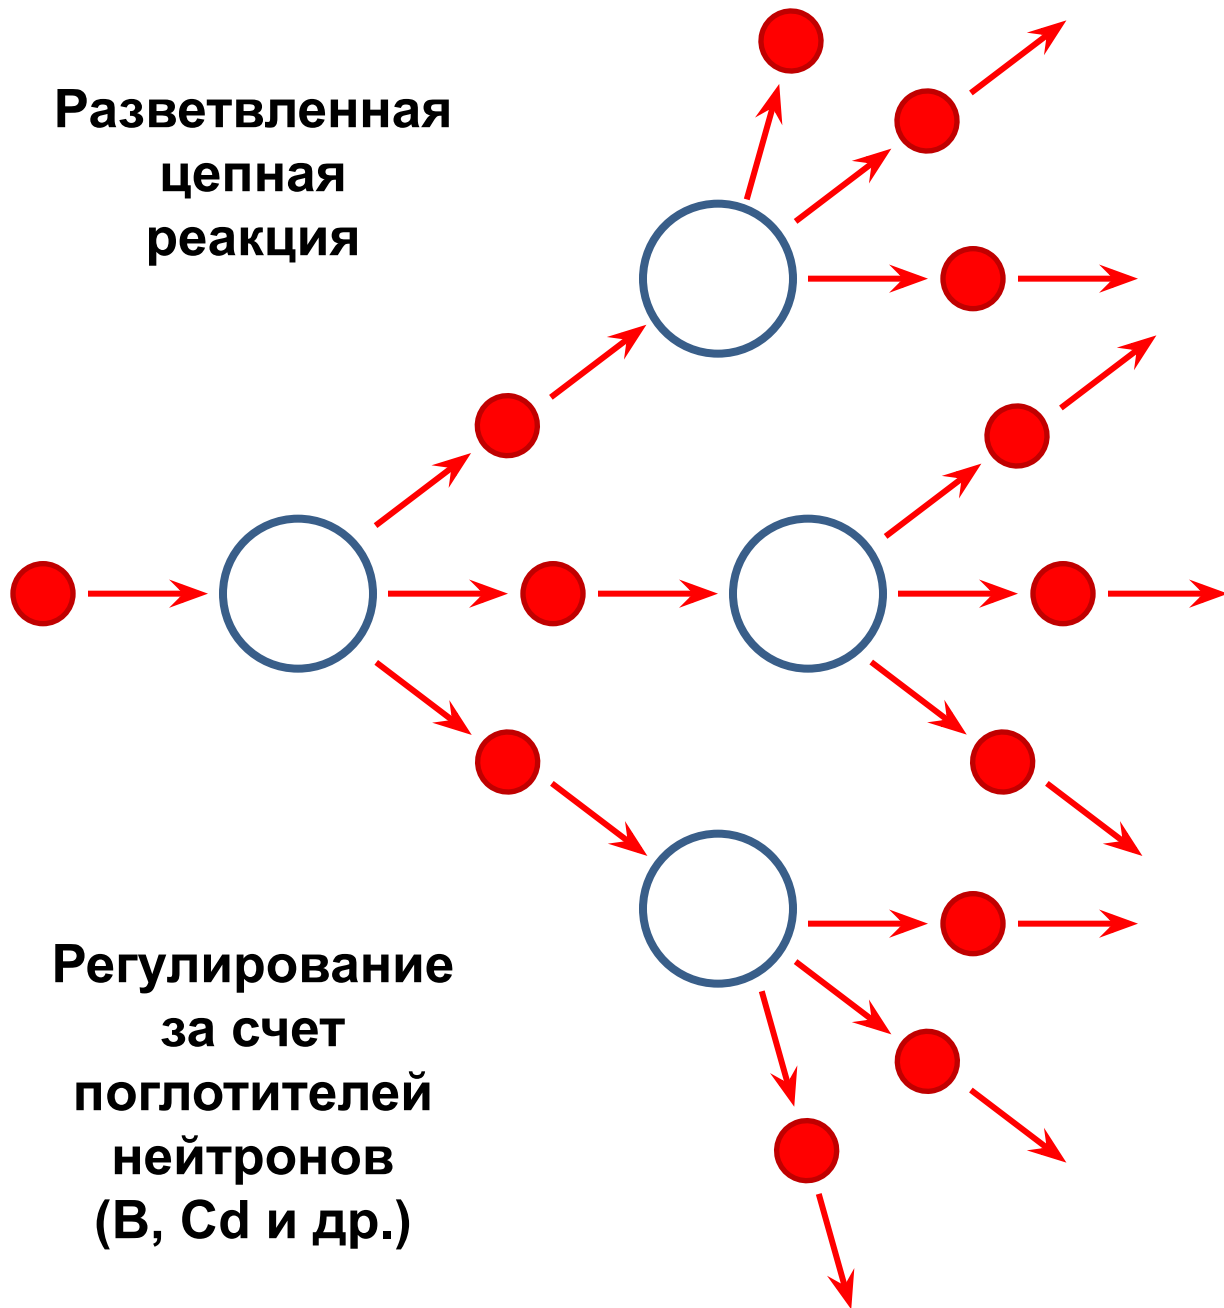 Разветвленная
цепная
реакция
Регулирование
за счет
поглотителей
нейтронов
(B, Cd и др.)